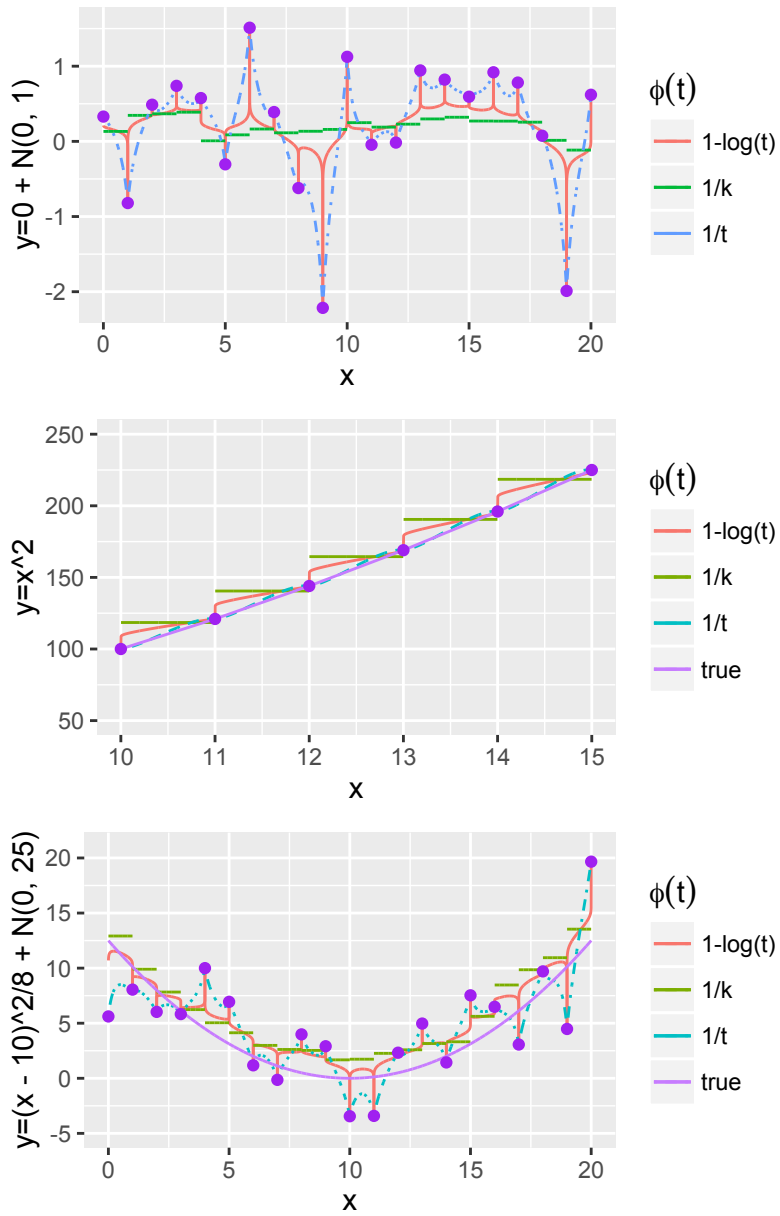 y=0 + N(0, 1)
1
0
-1
-2
0
5
10
15
20
x
ϕ(t)
1-log(t)
1/k
1/t
y=x^2
250
200
150
100
50
10
11
12
13
14
15
x
ϕ(t)
1-log(t)
1/k
1/t
true
y=(x - 10)^2/8 + N(0, 25)
20
15
10
5
0
-5
0
5
10
15
20
x
ϕ(t)
1-log(t)
1/k
1/t
true